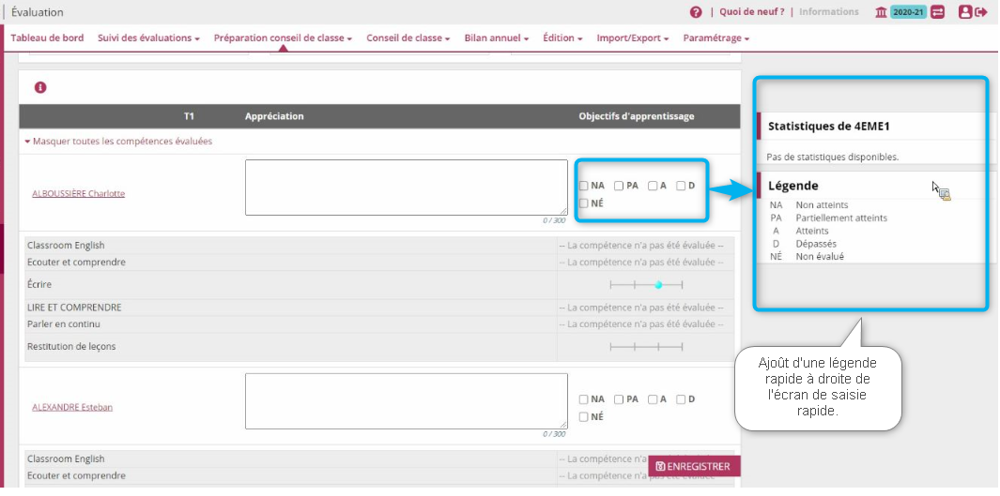 Évaluation
Quoi de neuf ? | Informations 2020-21
Tableau de bord Suivi des évaluations Préparation conseil de classe Conseil de classe Bilan annuel Édition Import/Export Paramétrage
T1 Appréciation Objectifs d'apprentissage
Masquer toutes les compétences évaluées
ALBOUSSIÈRE Charlotte
NA PA A D
NÉ
0 / 300
Classroom English -- La compétence n'a pas été évaluée --
Ecouter et comprendre -- La compétence n'a pas été évaluée --
Écrire
LIRE ET COMPRENDRE -- La compétence n'a pas été évaluée --
Parler en continu -- La compétence n'a pas été évaluée --
Restitution de leçons
ALEXANDRE Esteban
NA PA A D
NÉ
0 / 300
Classroom English -- La compétence n'a
Ecouter et comprendre -- La compétence n'a pas été évaluée --
ENREGISTRER
Statistiques de 4EME1
Pas de statistiques disponibles.
Légende
NA Non atteints
PA Partiellement atteints
A Atteints
D Dépassés
NÉ Non évalué
Ajoût d'une légende
rapide à droite de
l'écran de saisie
rapide.